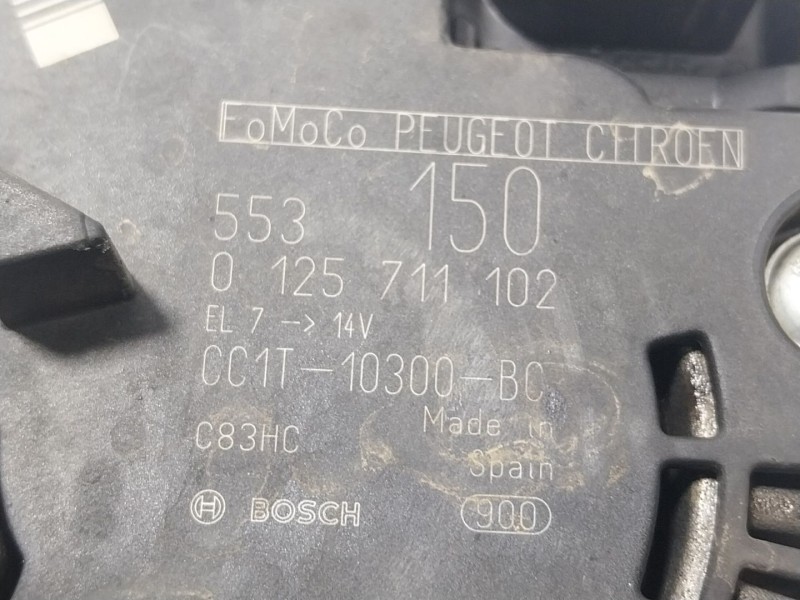 FoMoCo PEUGEOT CITROEN
553 150
0 125 711 102
EL 7 -> 14V
CC1T-10300-BC
C83HC Made in
Spain
BOSCH 900